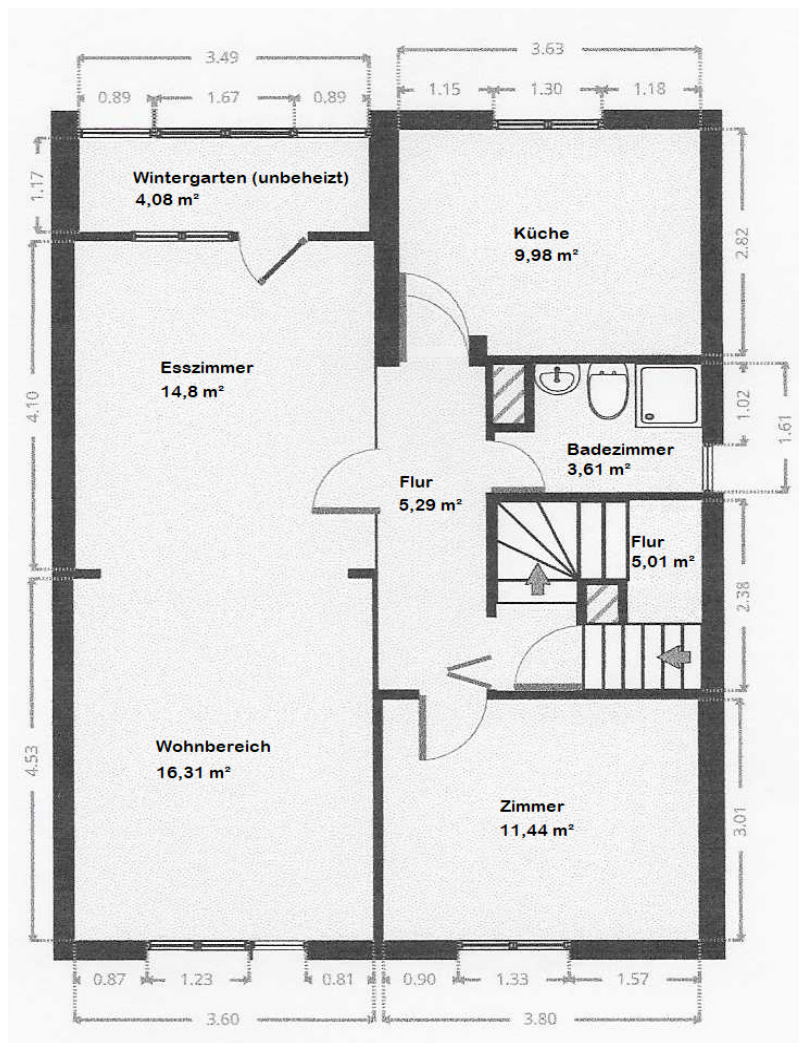 3.49
3.63
0.89
1.67
0.89
1.15
1.30
1.18
1.17
Wintergarten (unbeheizt)
4,08 m²
Küche
9,98 m²
2.82
Esszimmer
14,8 m²
4.10
1.02
1.61
Badezimmer
3,61 m²
Flur
5,29 m²
Flur
5,01 m²
2.38
Wohnbereich
16,31 m²
4.53
Zimmer
11,44 m²
3.01
0.87
1.23
0.81
0.90
1.33
1.57
3.60
3.80